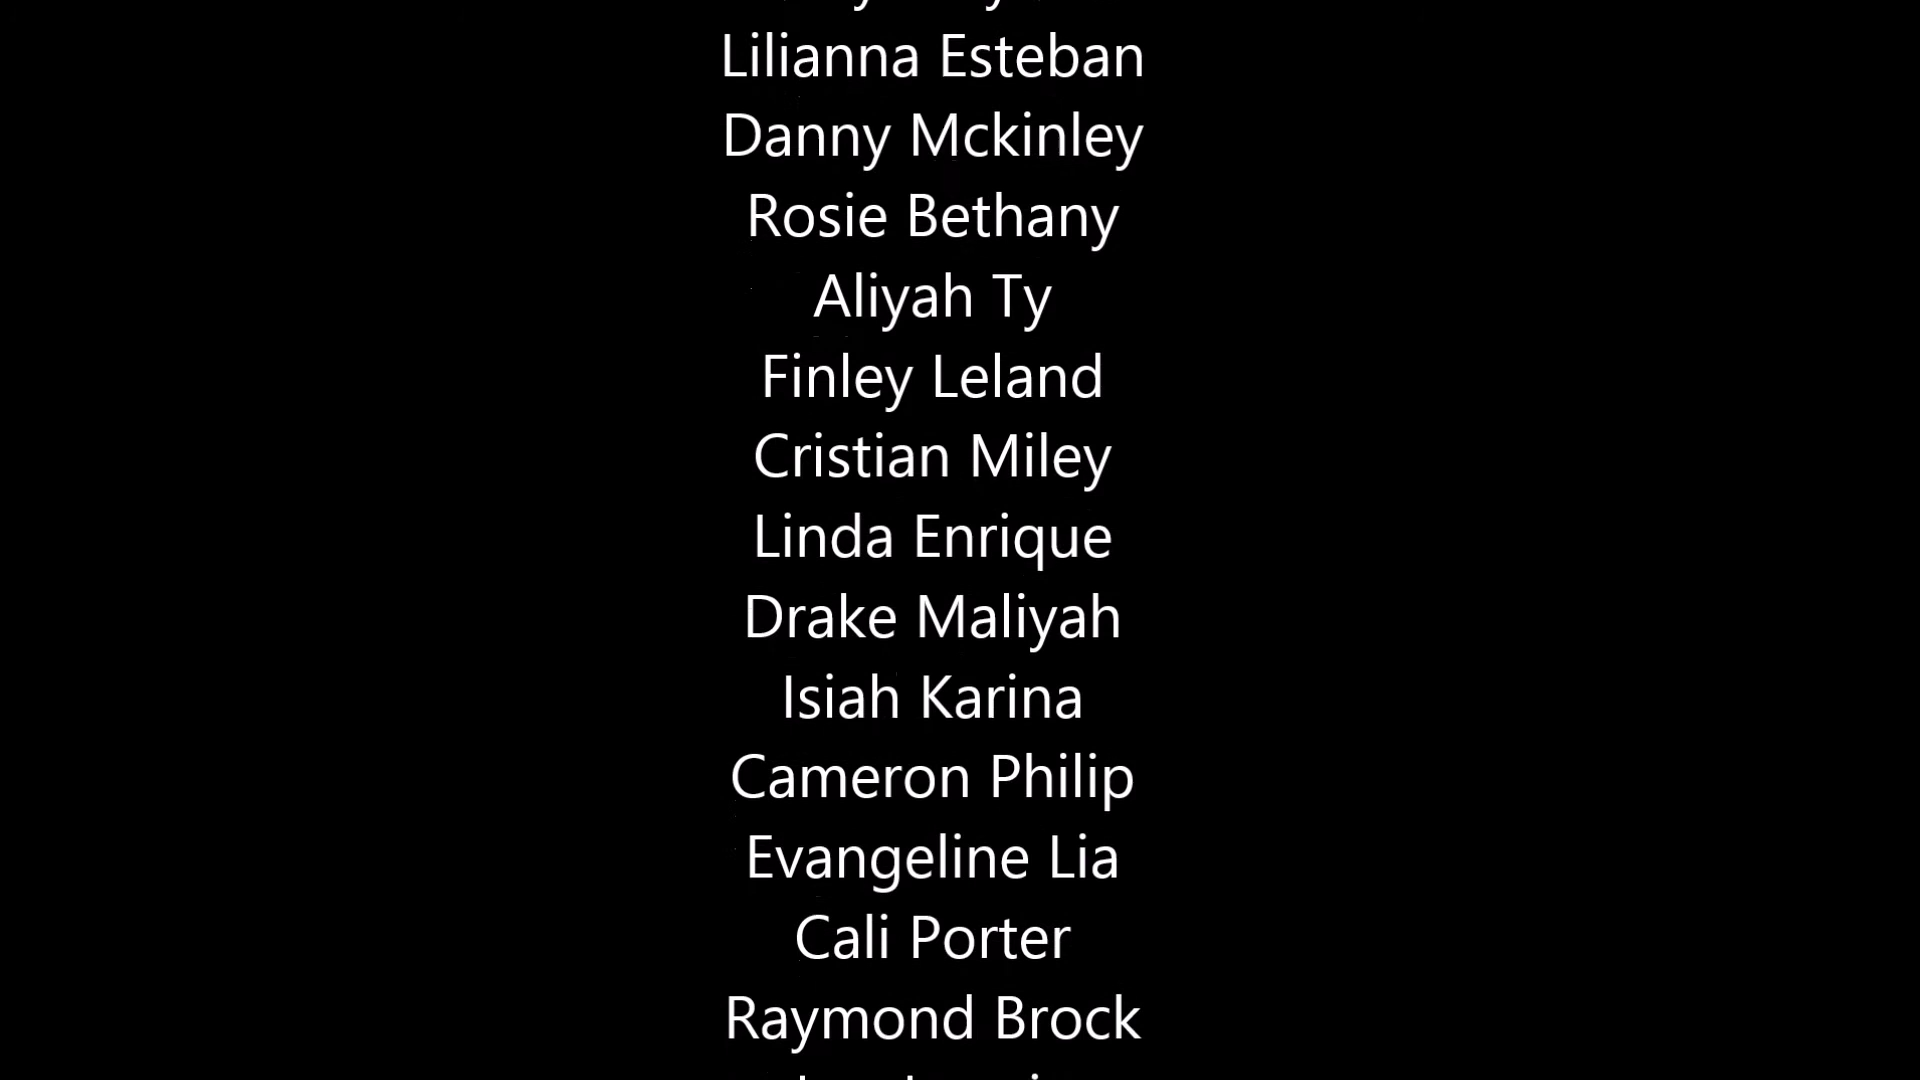 Lilianna Esteban
Danny Mckinley
Rosie Bethany
Aliyah Ty
Finley Leland
Cristian Miley
Linda Enrique
Drake Maliyah
Isiah Karina
Cameron Philip
Evangeline Lia
Cali Porter
Raymond Brock